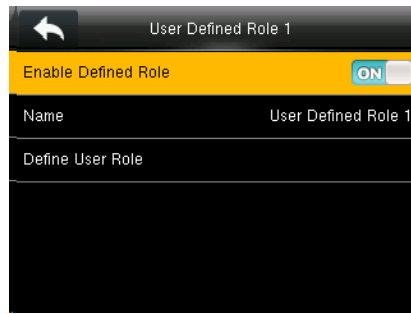 User Defined Role 1
Enable Defined Role ON
Name User Defined Role 1
Define User Role